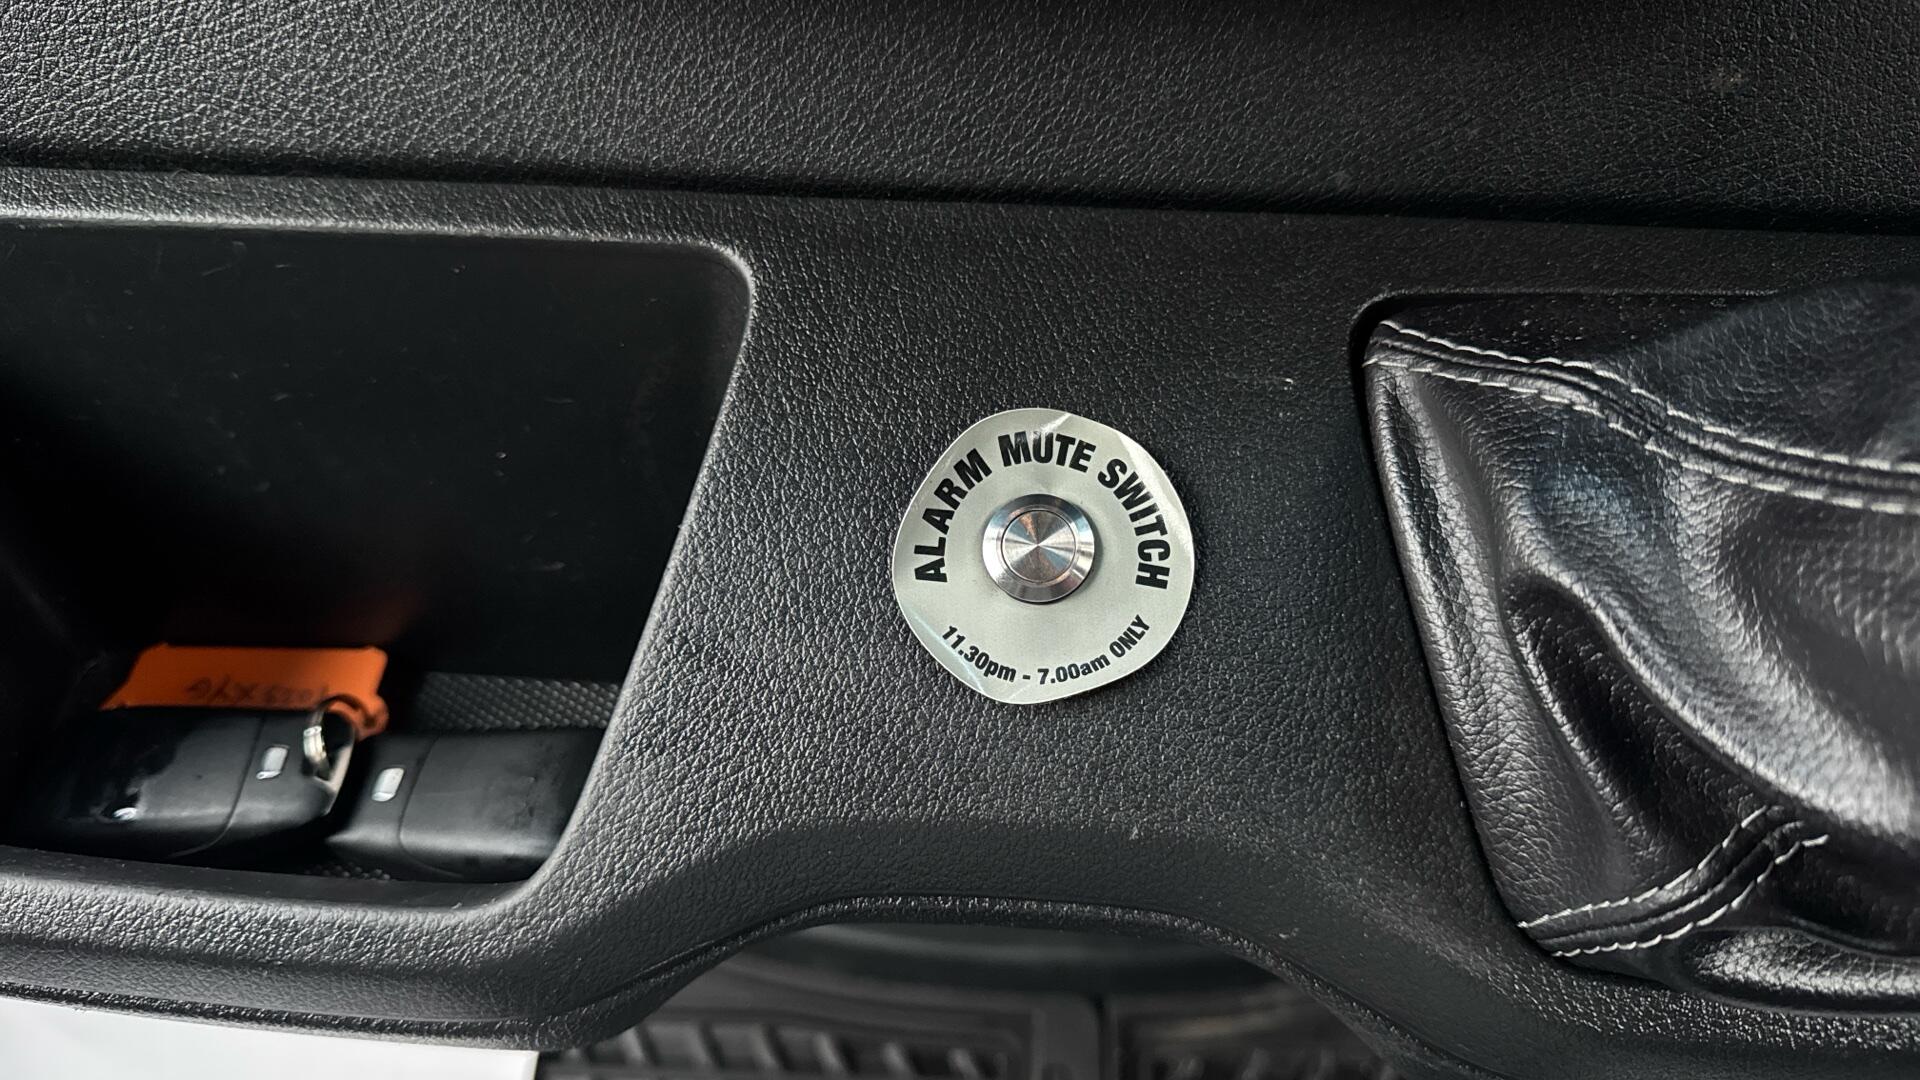 ALARM MUTE SWITCH
11.30pm - 7.00am ONLY